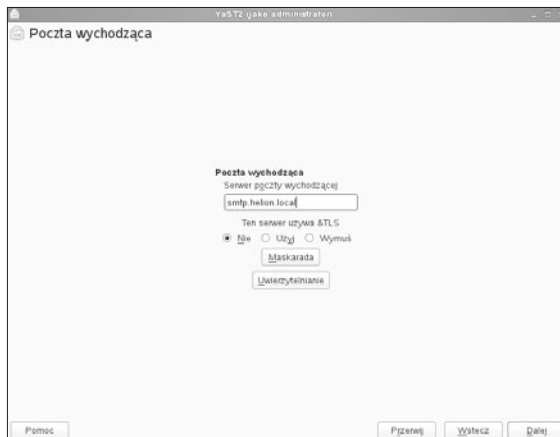 YaST2 (jako administrator)
Poczta wychodząca
Poczta wychodząca
Serwer poczty wychodzącej
smtp.helion.local
Ten serwer używa &TLS
Nie Użyj Wymuś
Maskarada
Uwierzytelnianie
Pomoc Przerwij Wstecz Dalej